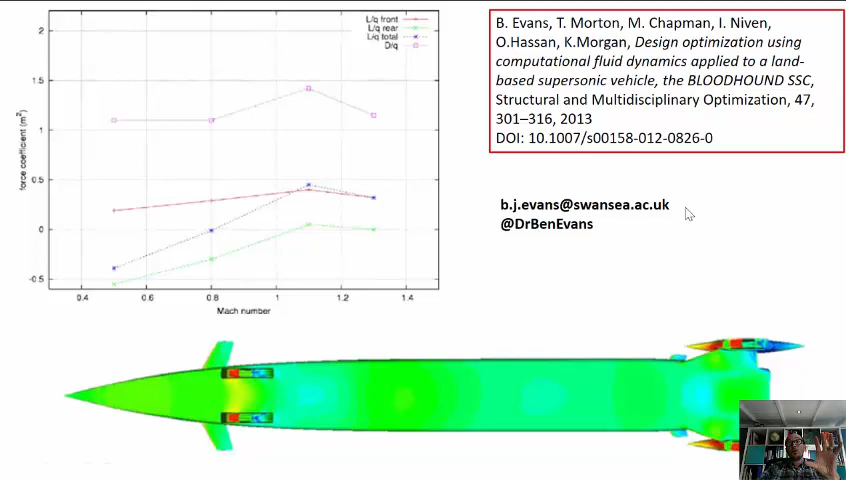 L/q front
L/q rear
L/q total
D/q
2
1.5
1
0.5
0
-0.5
force coefficient (m²)
0.4
0.6
0.8
1
1.2
1.4
Mach number
B. Evans, T. Morton, M. Chapman, I. Niven,
O.Hassan, K.Morgan, Design optimization using
computational fluid dynamics applied to a land-
based supersonic vehicle, the BLOODHOUND SSC,
Structural and Multidisciplinary Optimization, 47,
301–316, 2013
DOI: 10.1007/s00158-012-0826-0
b.j.evans@swansea.ac.uk
@DrBenEvans